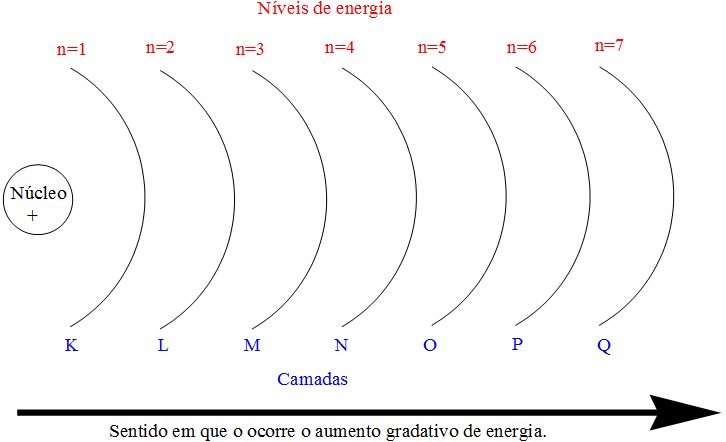 Níveis de energia
n=1 n=2 n=3 n=4 n=5 n=6 n=7
Núcleo
+
K L M N O P Q
Camadas
Sentido em que o ocorre o aumento gradativo de energia.